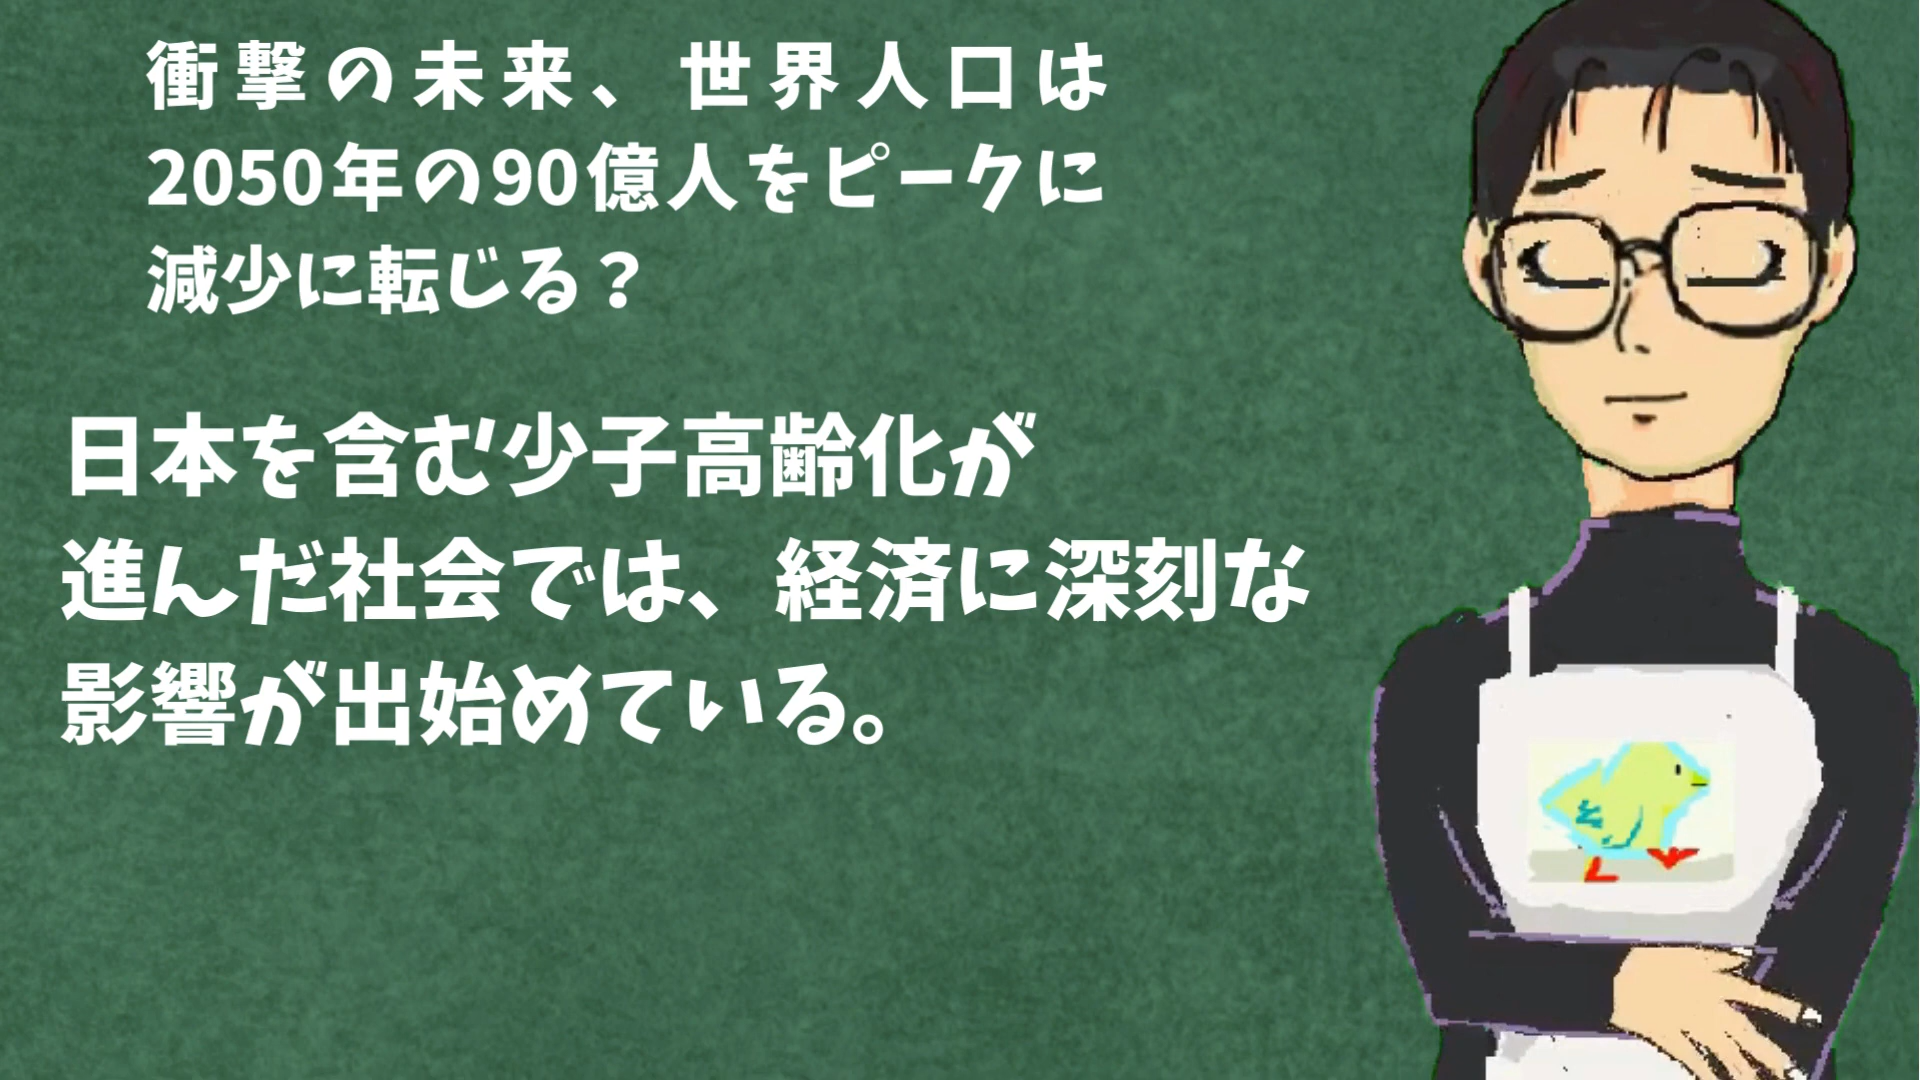 衝撃の未来、世界人口は
2050年の90億人をピークに
減少に転じる？
日本を含む少子高齢化が
進んだ社会では、経済に深刻な
影響が出始めている。